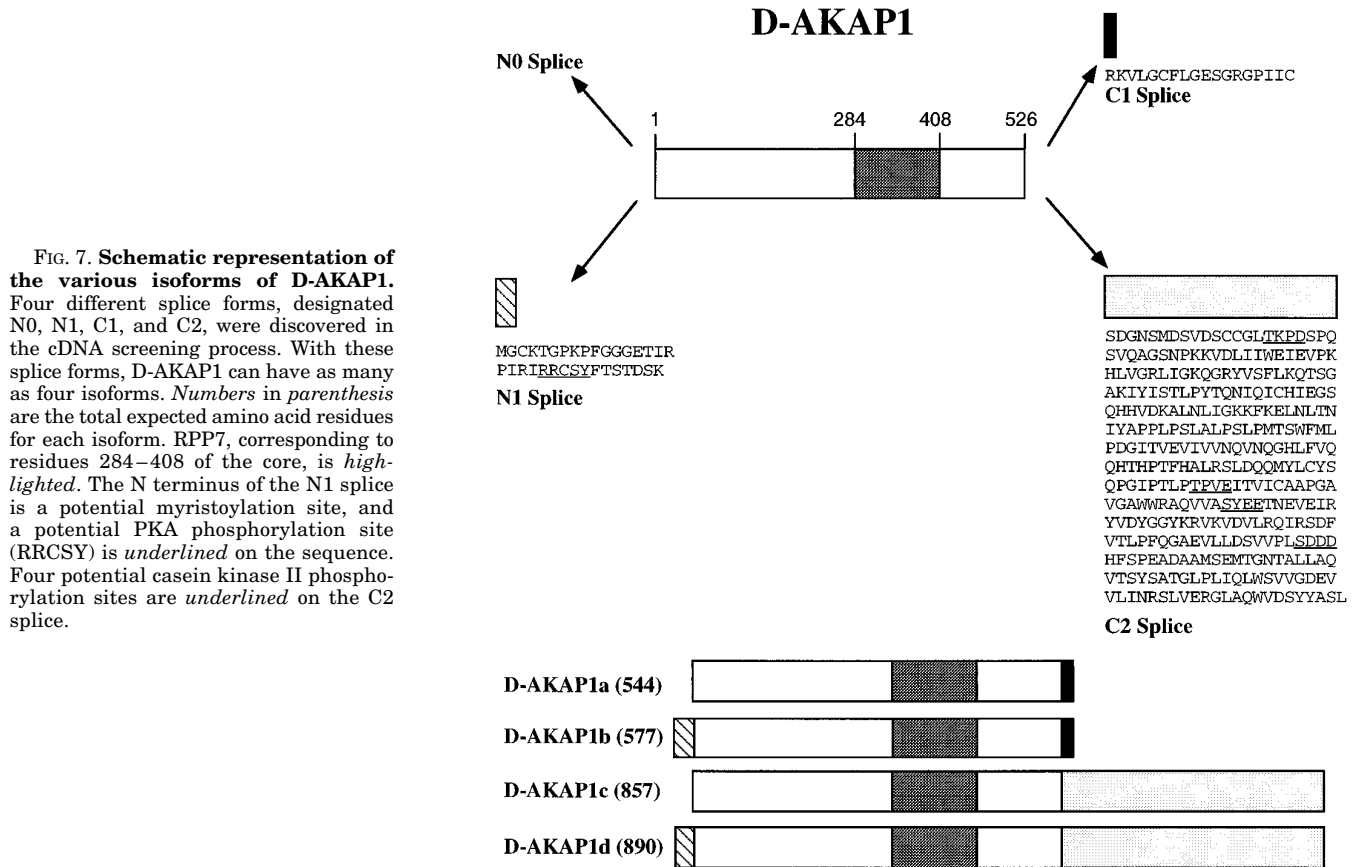 D-AKAP1
N0 Splice
RKVLGCFLGESGRGPIIC
C1 Splice
1
284
408
526
FIG. 7. Schematic representation of
the various isoforms of D-AKAP1.
Four different splice forms, designated
N0, N1, C1, and C2, were discovered in
the cDNA screening process. With these
splice forms, D-AKAP1 can have as many
as four isoforms. Numbers in parenthesis
are the total expected amino acid residues
for each isoform. RPP7, corresponding to
residues 284–408 of the core, is high-
lighted. The N terminus of the N1 splice
is a potential myristoylation site, and
a potential PKA phosphorylation site
(RRCSY) is underlined on the sequence.
Four potential casein kinase II phospho-
rylation sites are underlined on the C2
splice.
MGCKTGPKPFGGGETIR
PIRIRRCSYFTSTDSK
N1 Splice
SDGNSMDSVDSCCGLTKPDSPQ
SVQAGSNPKKVDLIIWEIEVPK
HLVGRLIGKQGRYVSFLKQTSG
AKIYISTLPYTQNIQICHIEGS
QHHVDKALNLIGKKFKELNLTN
IYAPPLPSLALPSLPMTSWFML
PDGITVEVIVVNQVNQGHLFVQ
QHTHPTFHALRSLDQQMYLCYS
QPGIPTLPTPVEITVICAAPGA
VGAWWRAQVVASYEETNEVEIR
YVDYGGYKRVKVDVLRQIRSDF
VTLPFQGAEVLLDSVVPLSDDD
HFSPEADAAMSEMTGNTALLAQ
VTSYSATGLPLIQLWSVVGDEV
VLINRSLVERGLAQWVDSYYASL
C2 Splice
D-AKAP1a (544)
D-AKAP1b (577)
D-AKAP1c (857)
D-AKAP1d (890)